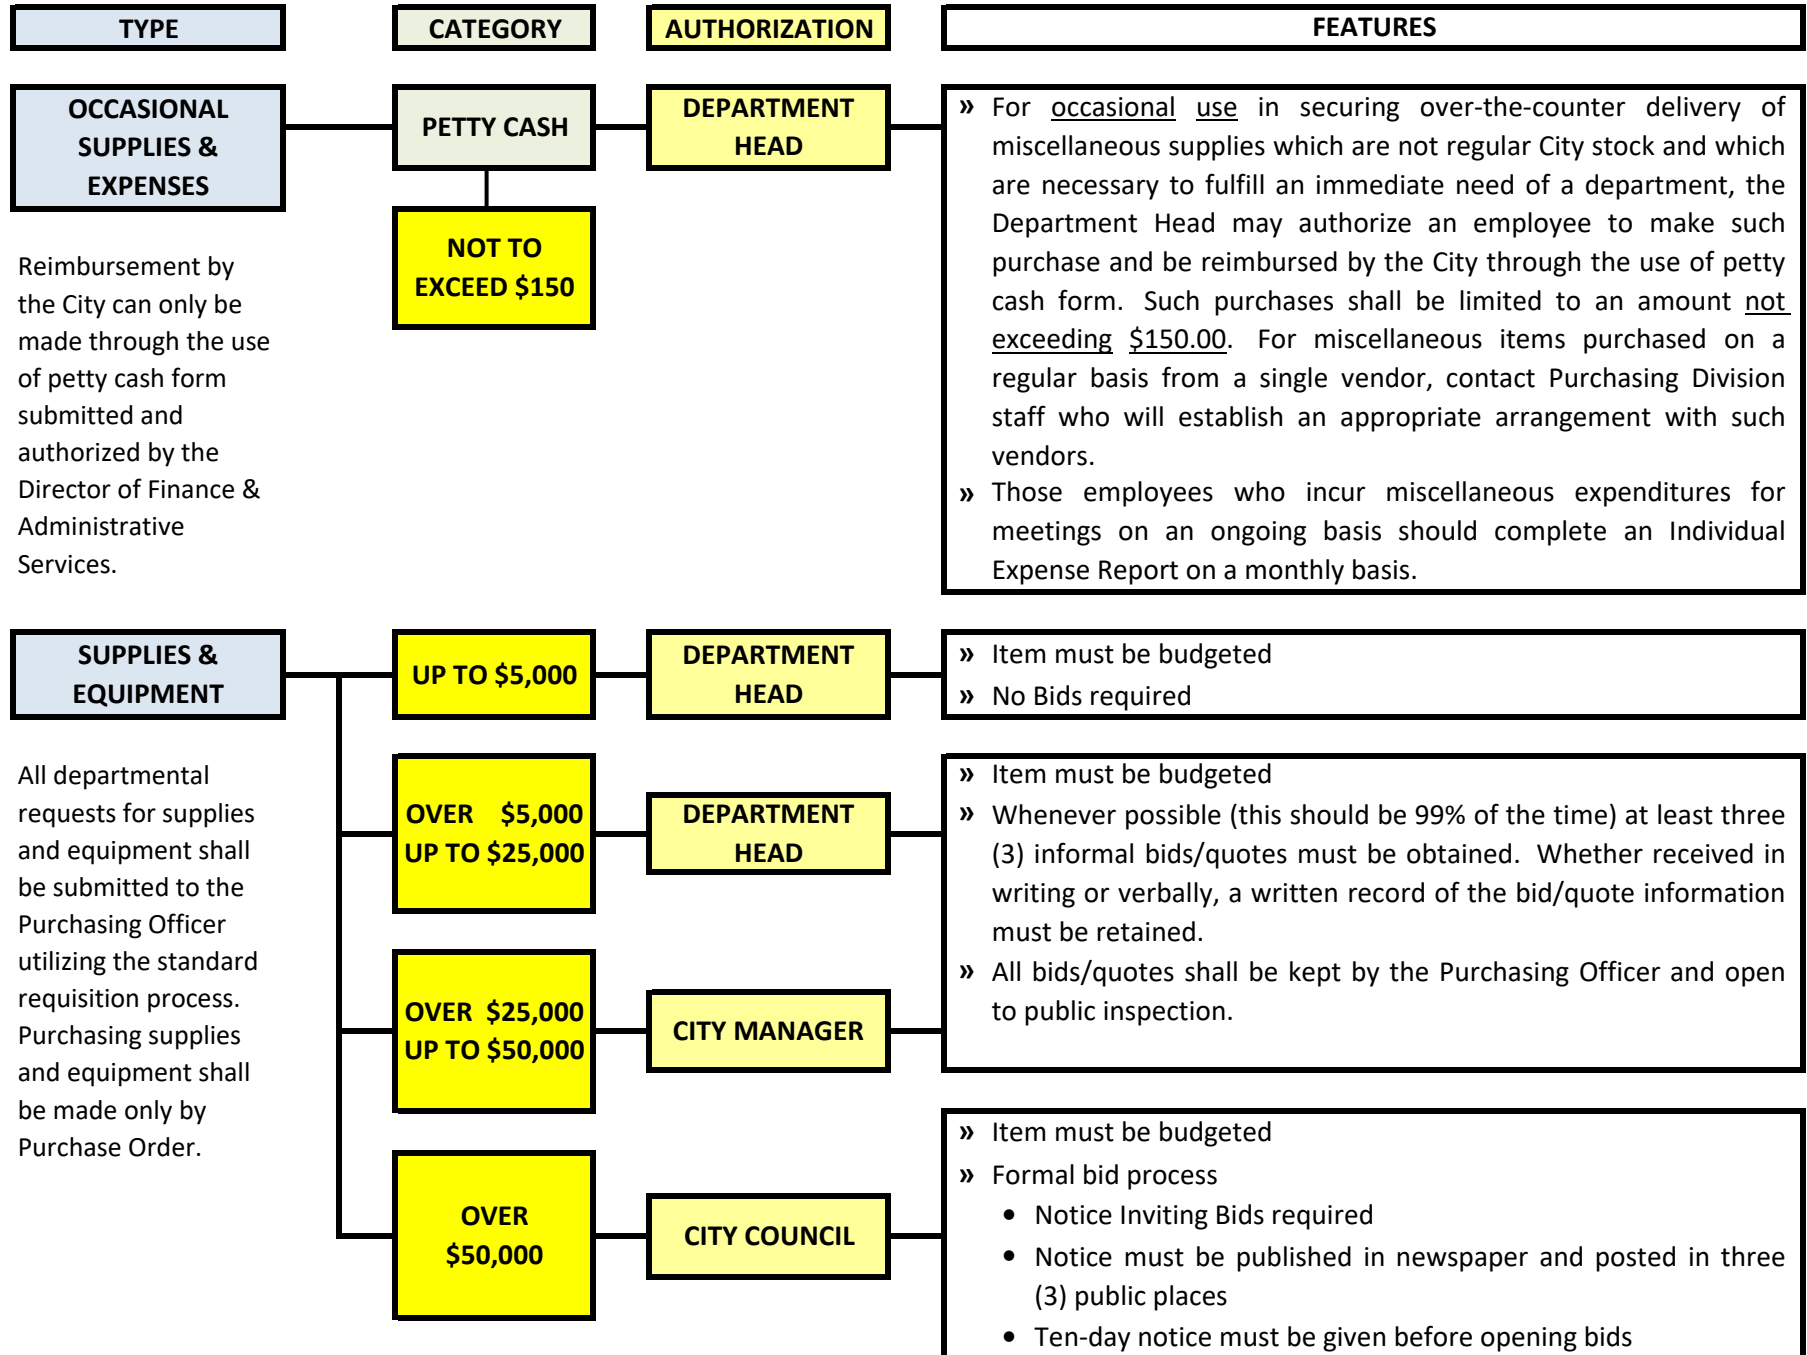 TYPE
CATEGORY
AUTHORIZATION
FEATURES
OCCASIONAL
SUPPLIES &
EXPENSES
Reimbursement by
the City can only be
made through the use
of petty cash form
submitted and
authorized by the
Director of Finance &
Administrative
Services.
PETTY CASH
NOT TO
EXCEED $150
DEPARTMENT
HEAD
» For occasional use in securing over-the-counter delivery of
miscellaneous supplies which are not regular City stock and which
are necessary to fulfill an immediate need of a department, the
Department Head may authorize an employee to make such
purchase and be reimbursed by the City through the use of petty
cash form. Such purchases shall be limited to an amount not
exceeding $150.00. For miscellaneous items purchased on a
regular basis from a single vendor, contact Purchasing Division
staff who will establish an appropriate arrangement with such
vendors.
» Those employees who incur miscellaneous expenditures for
meetings on an ongoing basis should complete an Individual
Expense Report on a monthly basis.
SUPPLIES &
EQUIPMENT
All departmental
requests for supplies
and equipment shall
be submitted to the
Purchasing Officer
utilizing the standard
requisition process.
Purchasing supplies
and equipment shall
be made only by
Purchase Order.
UP TO $5,000
DEPARTMENT
HEAD
» Item must be budgeted
» No Bids required
OVER $5,000
UP TO $25,000
DEPARTMENT
HEAD
OVER $25,000
UP TO $50,000
CITY MANAGER
» Item must be budgeted
» Whenever possible (this should be 99% of the time) at least three
(3) informal bids/quotes must be obtained. Whether received in
writing or verbally, a written record of the bid/quote information
must be retained.
» All bids/quotes shall be kept by the Purchasing Officer and open
to public inspection.
OVER
$50,000
CITY COUNCIL
» Item must be budgeted
» Formal bid process
• Notice Inviting Bids required
• Notice must be published in newspaper and posted in three
(3) public places
• Ten-day notice must be given before opening bids